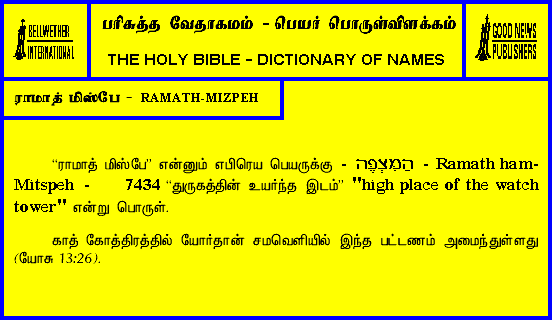 BELLWETHER
INTERNATIONAL
பரிசுத்த வேதாகமம் - பெயர் பொருள்விளக்கம்
THE HOLY BIBLE - DICTIONARY OF NAMES
GOOD NEWS
PUBLISHERS
ராமாத் மிஸ்பே - RAMATH-MIZPEH
“ராமாத் மிஸ்பே” என்னும் எபிரெய பெயருக்கு - הַמִּצְפֶּה - Ramath ham-
Mitspeh - 7434 “துருகத்தின் உயர்ந்த இடம்” "high place of the watch
tower" என்று பொருள்.
காத் கோத்திரத்தில் யோர்தான் சமவெளியில் இந்த பட்டணம் அமைந்துள்ளது
(யோசு 13:26).